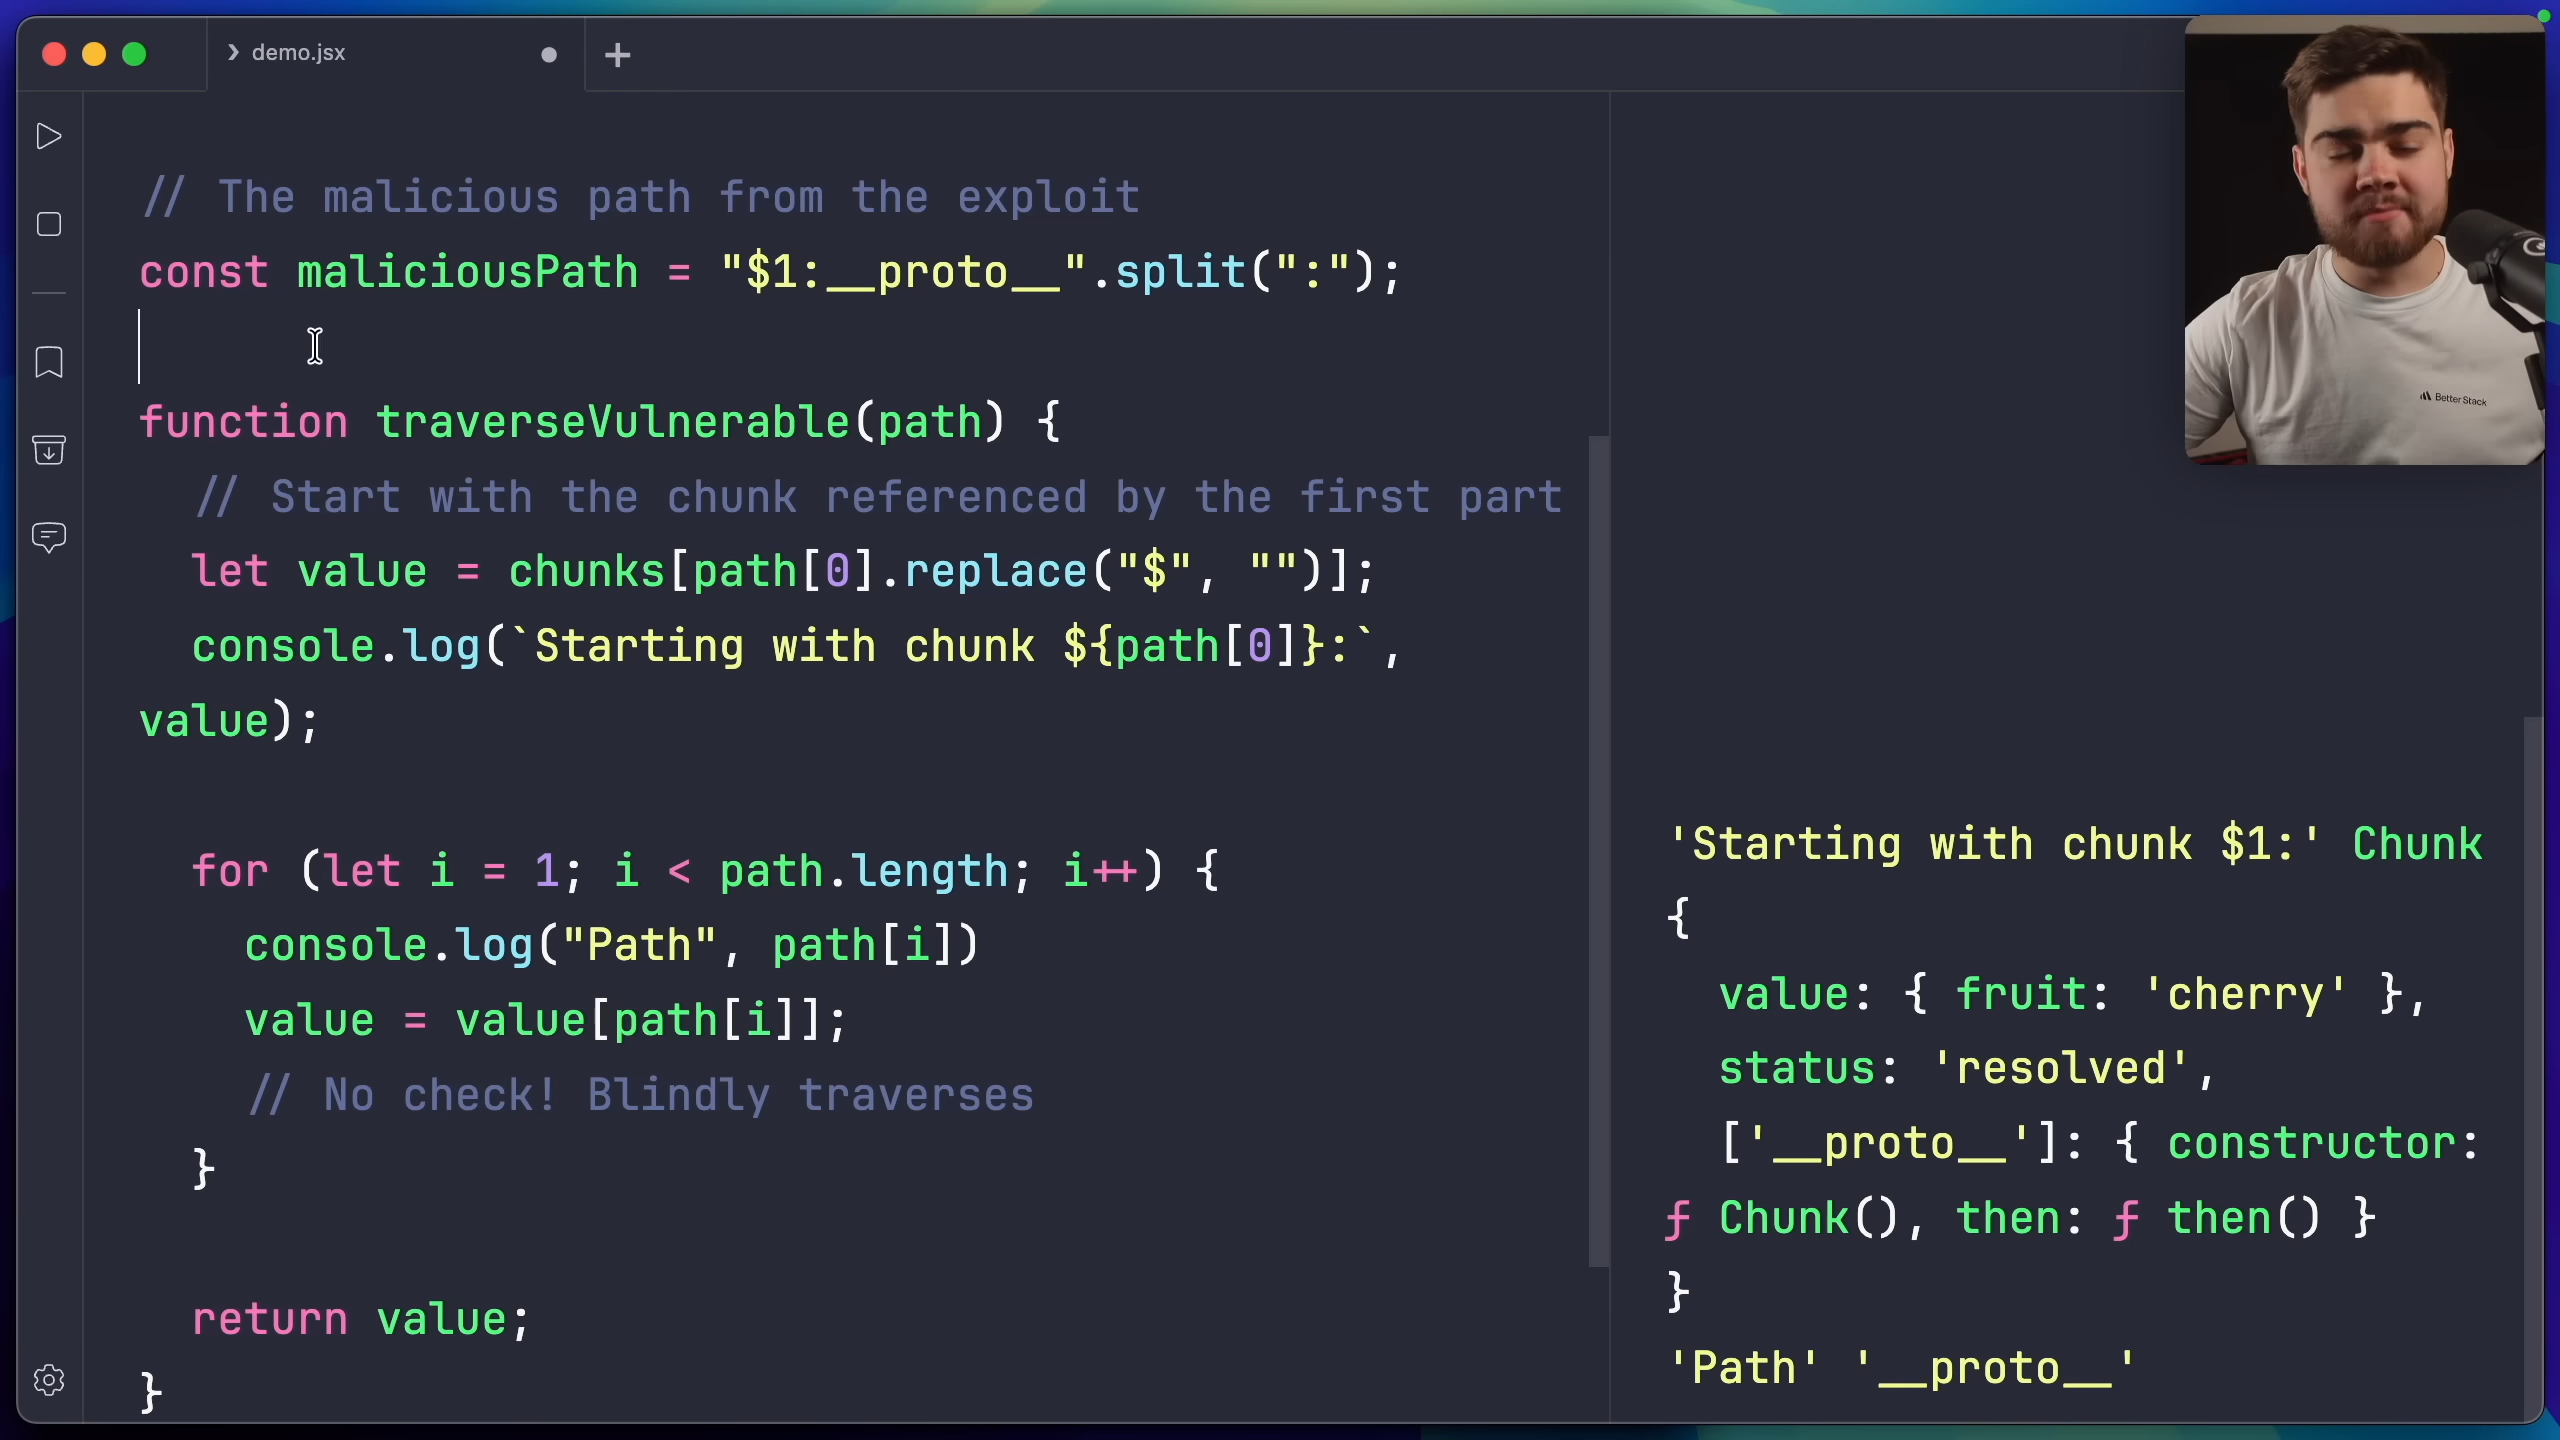 demo.jsx
// The malicious path from the exploit
const maliciousPath = "$1:__proto__".split(":");
function traverseVulnerable(path) {
// Start with the chunk referenced by the first part
let value = chunks[path[0].replace("$", "")];
console.log(`Starting with chunk ${path[0]}:`,
value);
for (let i = 1; i < path.length; i++) {
console.log("Path", path[i])
value = value[path[i]];
// No check! Blindly traverses
}
return value;
}
'Starting with chunk $1:' Chunk
{
value: { fruit: 'cherry' },
status: 'resolved',
['__proto__']: { constructor:
ƒ Chunk(), then: ƒ then() }
}
'Path' '__proto__'
Better Stack